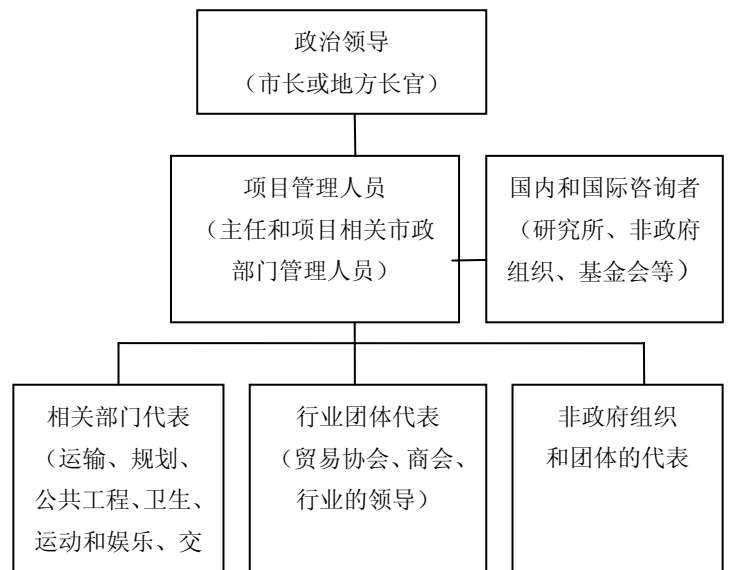 政治领导
（市长或地方长官）
项目管理人员
（主任和项目相关市政
部门管理人员）
国内和国际咨询者
（研究所、非政府
组织、基金会等）
相关部门代表
（运输、规划、
公共工程、卫生、
运动和娱乐、交
行业团体代表
（贸易协会、商会、
行业的领导）
非政府组织
和团体的代表